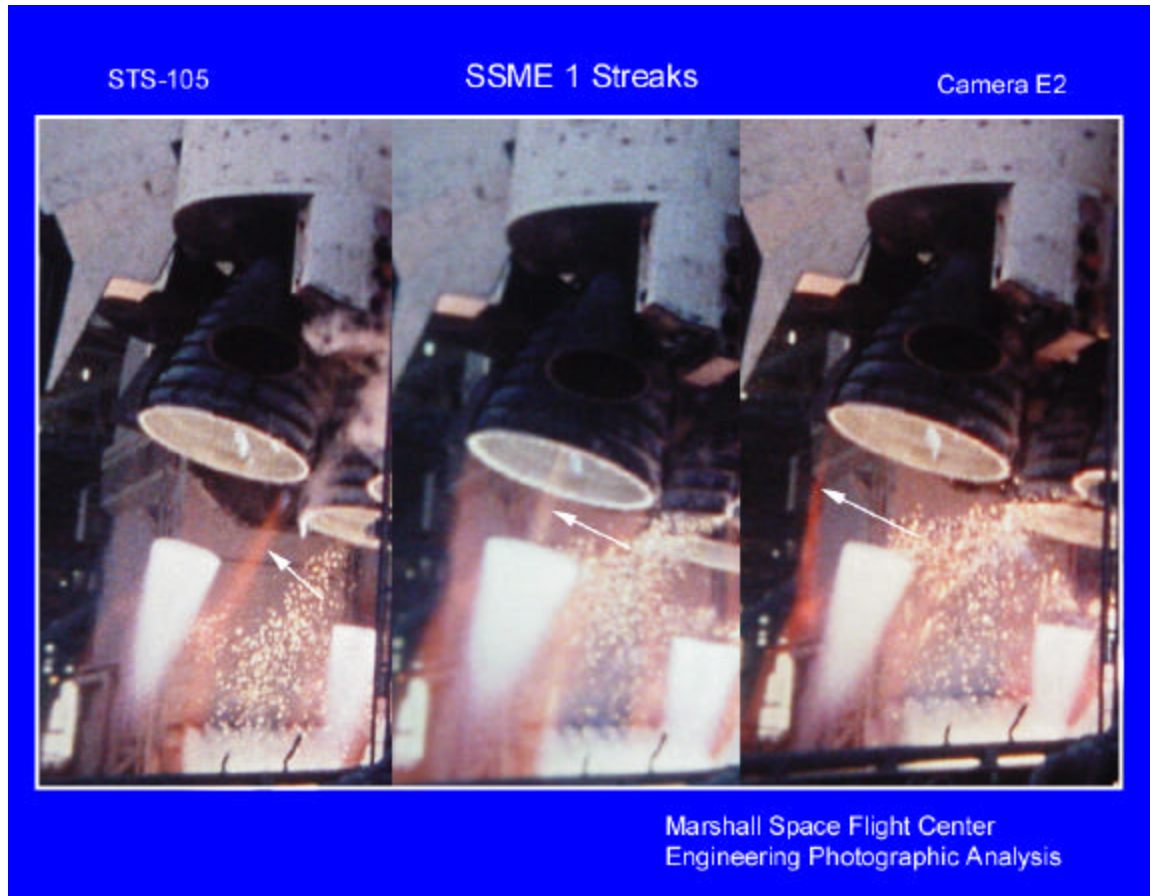 STS-105
SSME 1 Streaks
Camera E2
Marshall Space Flight Center
Engineering Photographic Analysis